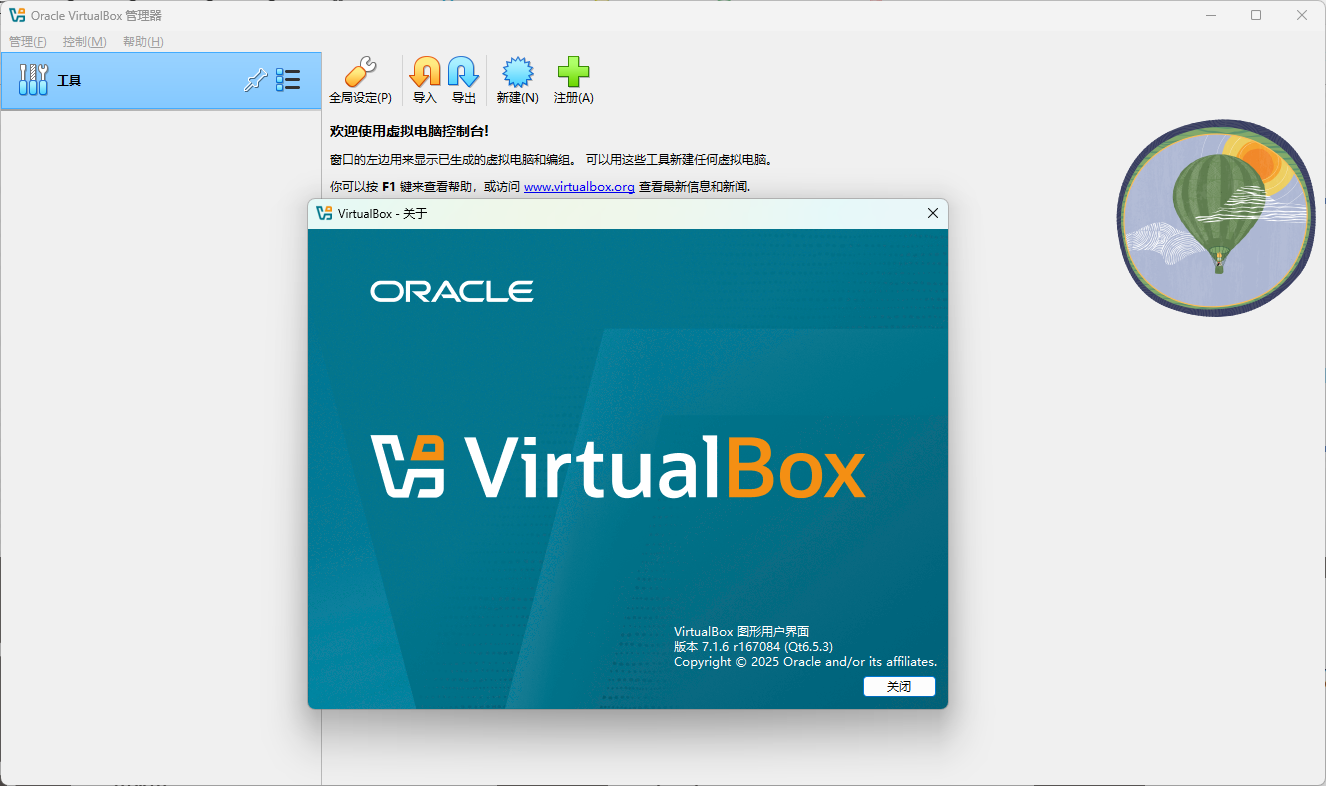 Oracle VirtualBox 管理器
管理(F) 控制(M) 帮助(H)
工具
全局设定(P) 导入 导出 新建(N) 注册(A)
欢迎使用虚拟电脑控制台!
窗口的左边用来显示已生成的虚拟电脑和编组。 可以用这些工具新建任何虚拟电脑。
你可以按 F1 键来查看帮助，或访问 www.virtualbox.org 查看最新信息和新闻.
VirtualBox - 关于
ORACLE
VirtualBox
VirtualBox 图形用户界面
版本 7.1.6 r167084 (Qt6.5.3)
Copyright © 2025 Oracle and/or its affiliates.
关闭